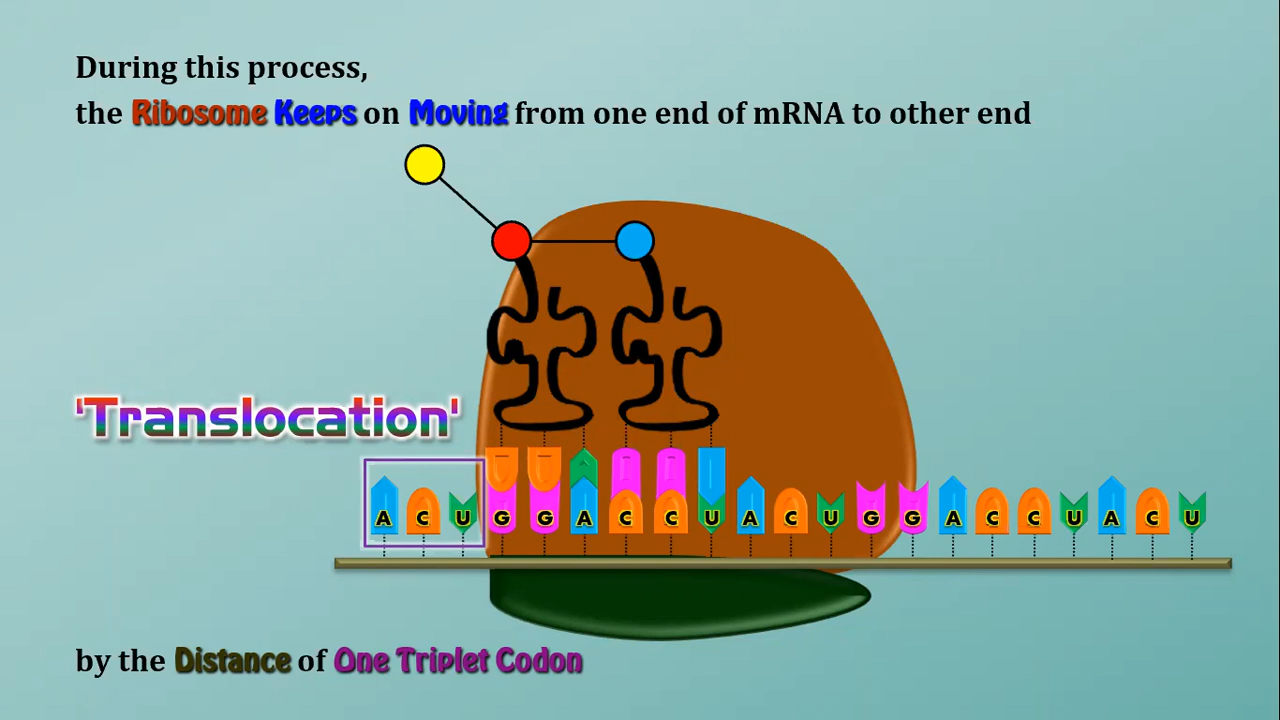 During this process,
the Ribosome Keeps on Moving from one end of mRNA to other end
'Translocation'
A C U G G A C C U A C U G G A C C U A C U
by the Distance of One Triplet Codon